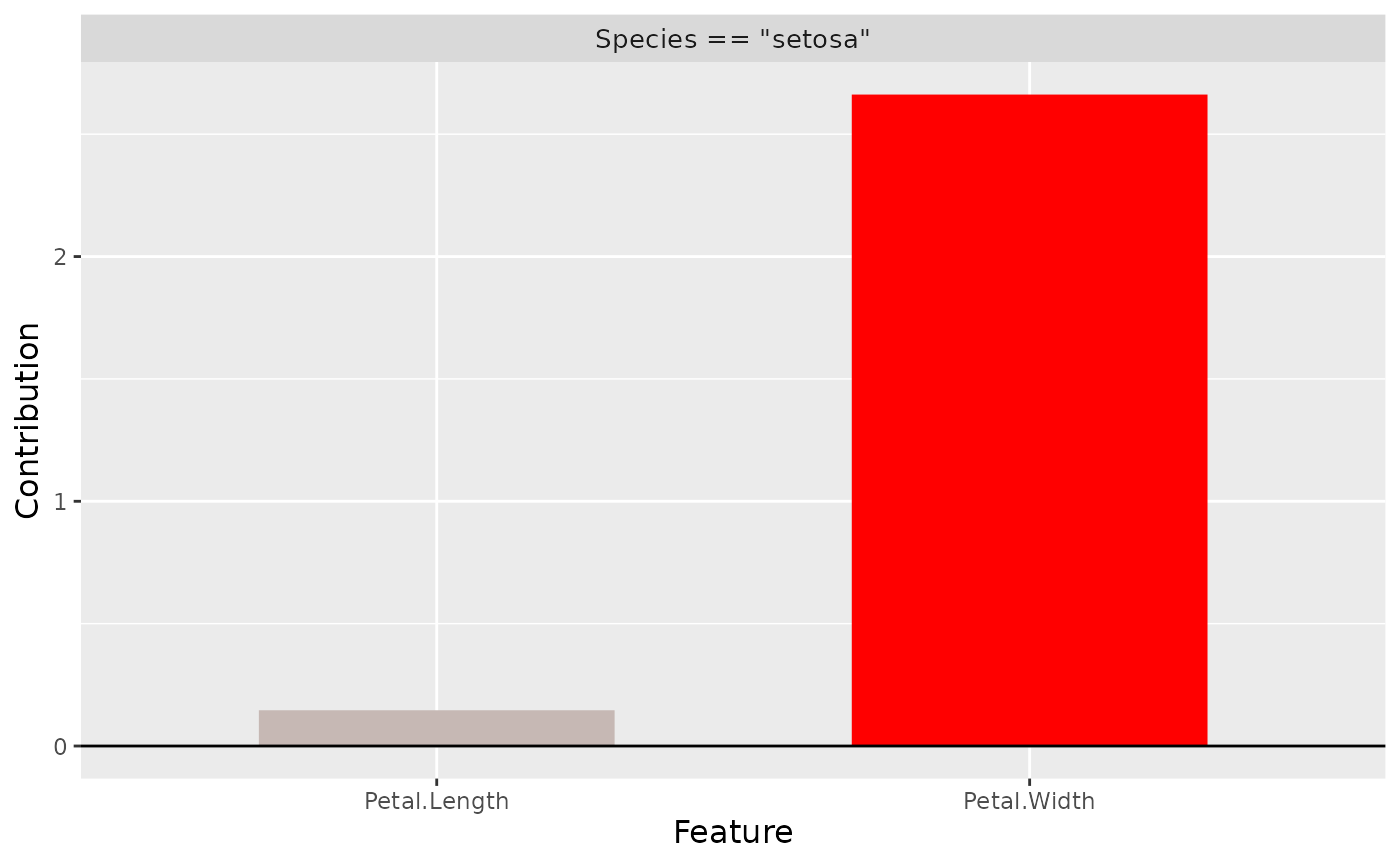 Species == "setosa"
2
1
0
Contribution
Petal.Length
Petal.Width
Feature